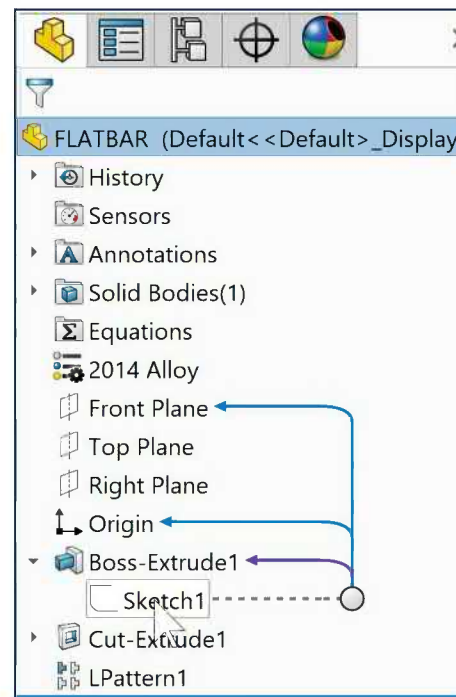 FLATBAR (Default<<Default>_Display
History
Sensors
Annotations
Solid Bodies(1)
Equations
2014 Alloy
Front Plane
Top Plane
Right Plane
Origin
Boss-Extrude1
Sketch1
Cut-Extrude1
LPattern1